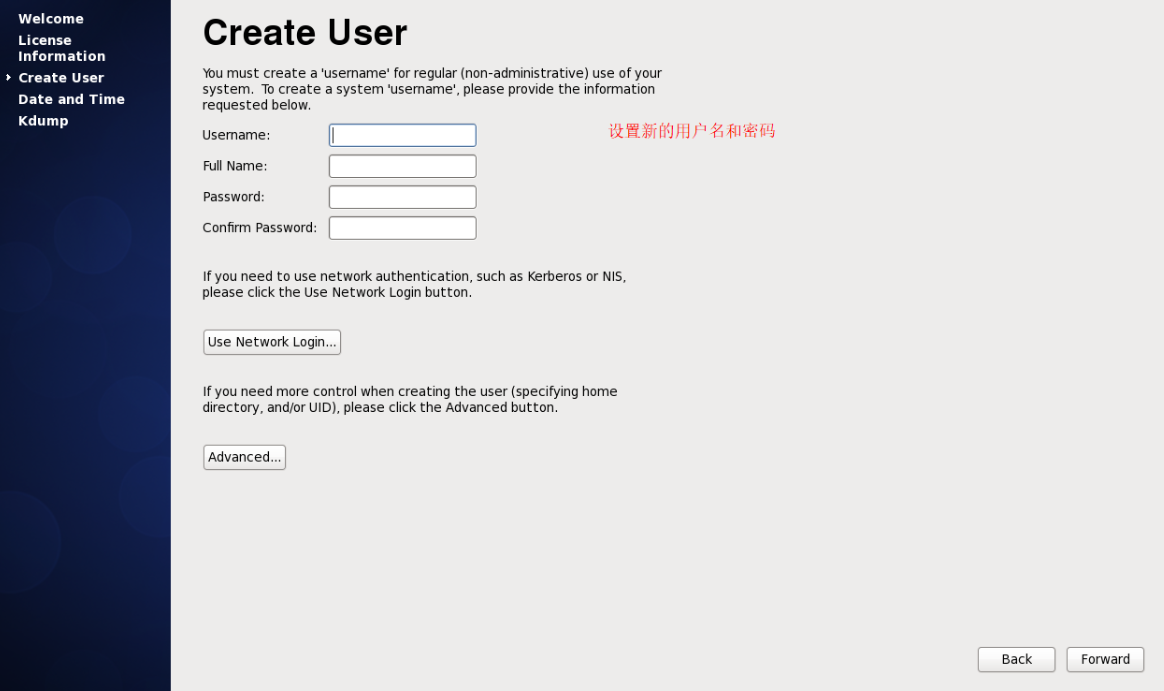 Welcome
License
Information
Create User
Date and Time
Kdump
Create User
You must create a 'username' for regular (non-administrative) use of your
system.  To create a system 'username', please provide the information
requested below.
Username:
设置新的用户名和密码
Full Name:
Password:
Confirm Password:
If you need to use network authentication, such as Kerberos or NIS,
please click the Use Network Login button.
Use Network Login...
If you need more control when creating the user (specifying home
directory, and/or UID), please click the Advanced button.
Advanced...
Back
Forward